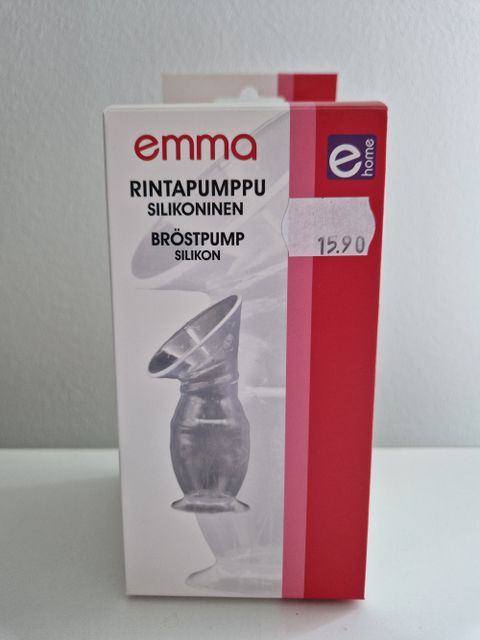 emma
e home
RINTAPUMPPU
SILIKONINEN
15.90
BRÖSTPUMP
SILIKON